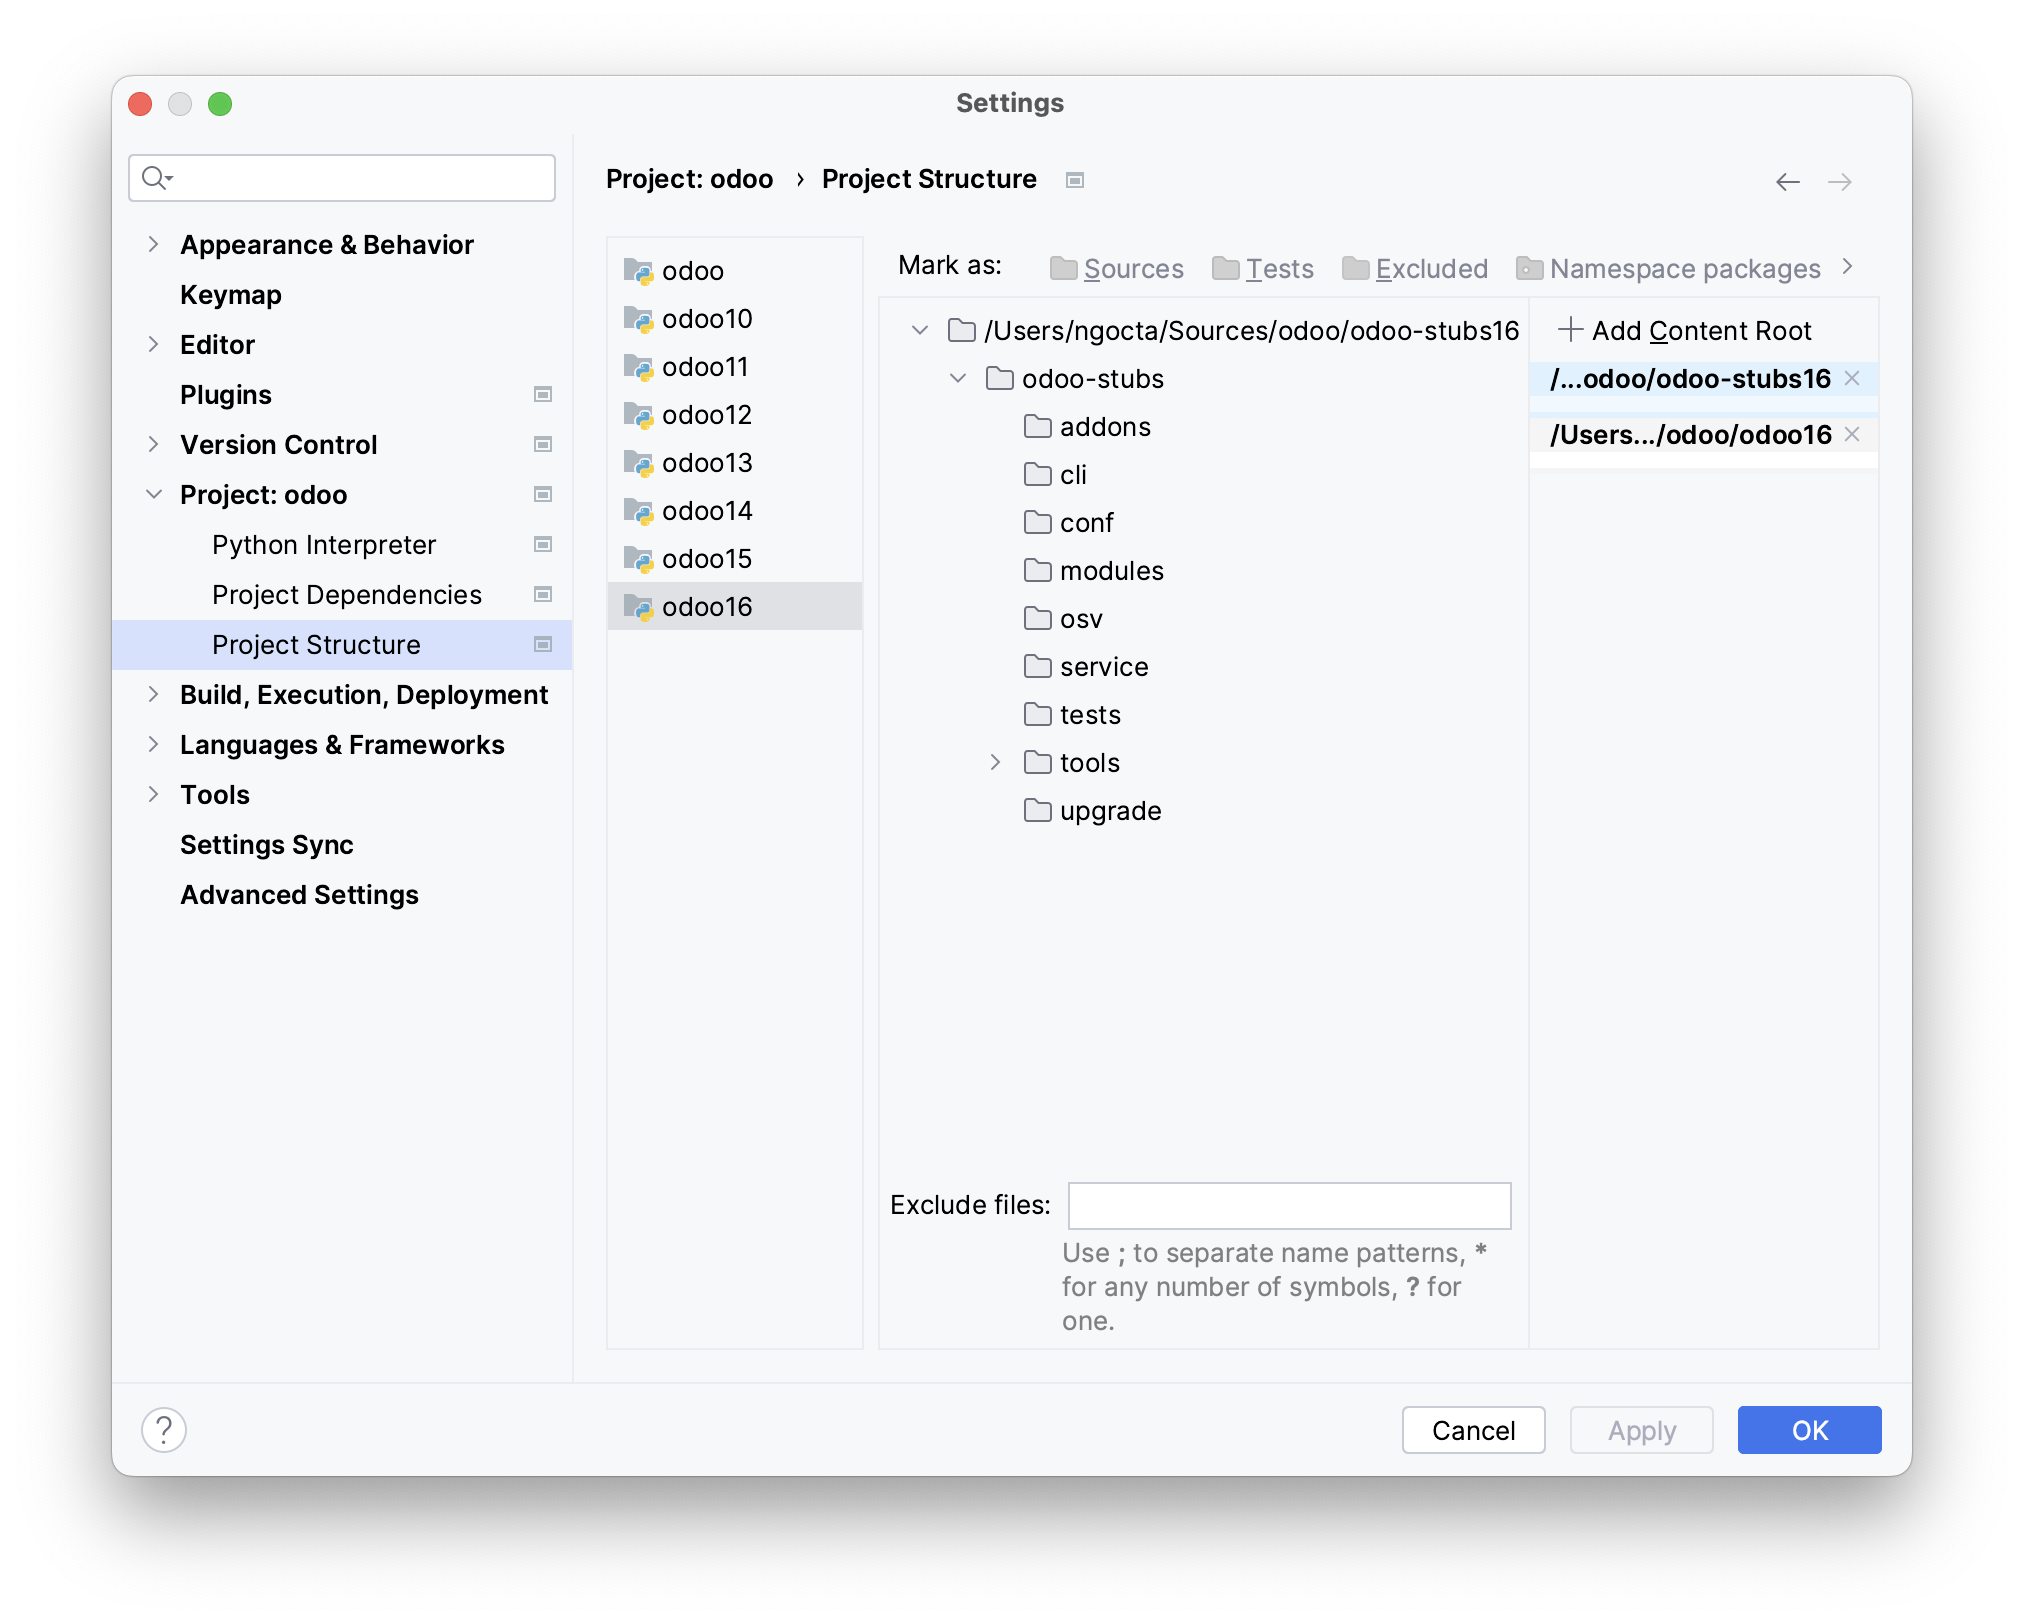 Settings
Project: odoo › Project Structure
Appearance & Behavior
Keymap
Editor
Plugins
Version Control
Project: odoo
Python Interpreter
Project Dependencies
Project Structure
Build, Execution, Deployment
Languages & Frameworks
Tools
Settings Sync
Advanced Settings
odoo
odoo10
odoo11
odoo12
odoo13
odoo14
odoo15
odoo16
Mark as: Sources Tests Excluded Namespace packages
/Users/ngocta/Sources/odoo/odoo-stubs16
odoo-stubs
addons
cli
conf
modules
osv
service
tests
tools
upgrade
Add Content Root
/...odoo/odoo-stubs16
/Users.../odoo/odoo16
Exclude files:
Use ; to separate name patterns, *
for any number of symbols, ? for
one.
?
Cancel
Apply
OK